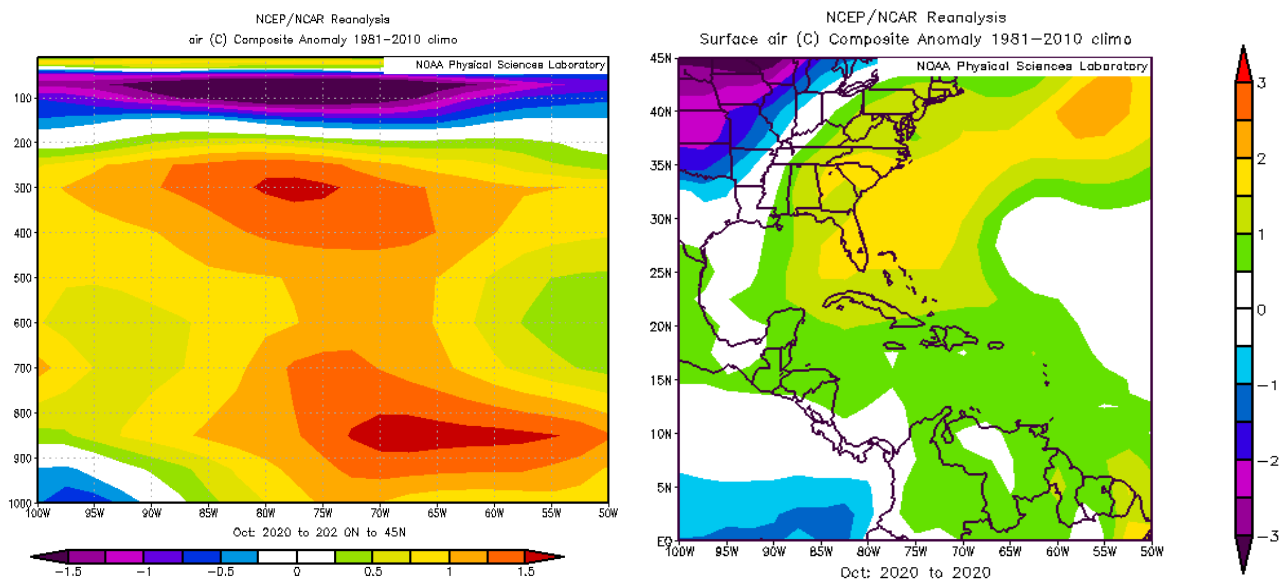 NCEP/NCAR Reanalysis
air (C) Composite Anomaly 1981-2010 climo
NOAA Physical Sciences Laboratory
100
200
300
400
500
600
700
800
900
1000
100W 95W 90W 85W 80W 75W 70W 65W 60W 55W 50W
Oct: 2020 to 202 0N to 45N
-1.5 -1 -0.5 0 0.5 1 1.5
NCEP/NCAR Reanalysis
Surface air (C) Composite Anomaly 1981-2010 climo
NOAA Physical Sciences Laboratory
45N
40N
35N
30N
25N
20N
15N
10N
5N
EQ
100W 95W 90W 85W 80W 75W 70W 65W 60W 55W 50W
Oct: 2020 to 2020
3
2
1
0
-1
-2
-3